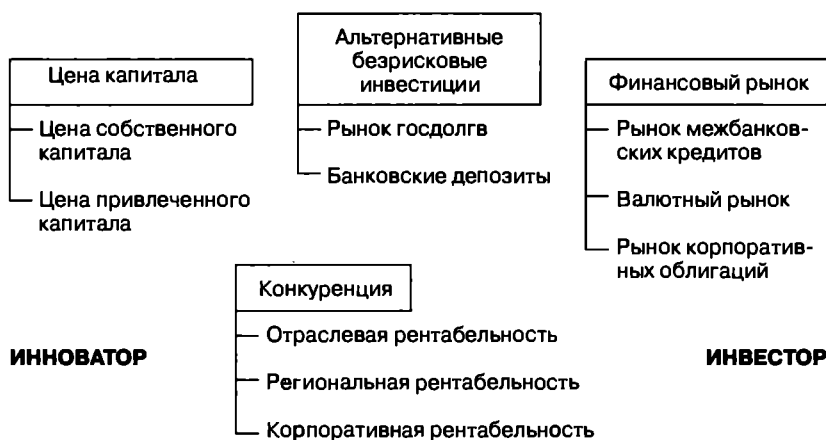 Цена капитала
Цена собственного
капитала
Цена привлеченного
капитала
Альтернативные
безрисковые
инвестиции
Рынок госдолгв
Банковские депозиты
Финансовый рынок
Рынок межбанков-
ских кредитов
Валютный рынок
Рынок корпоратив-
ных облигаций
Конкуренция
Отраслевая рентабельность
Региональная рентабельность
Корпоративная рентабельность
ИННОВАТОР
ИНВЕСТОР